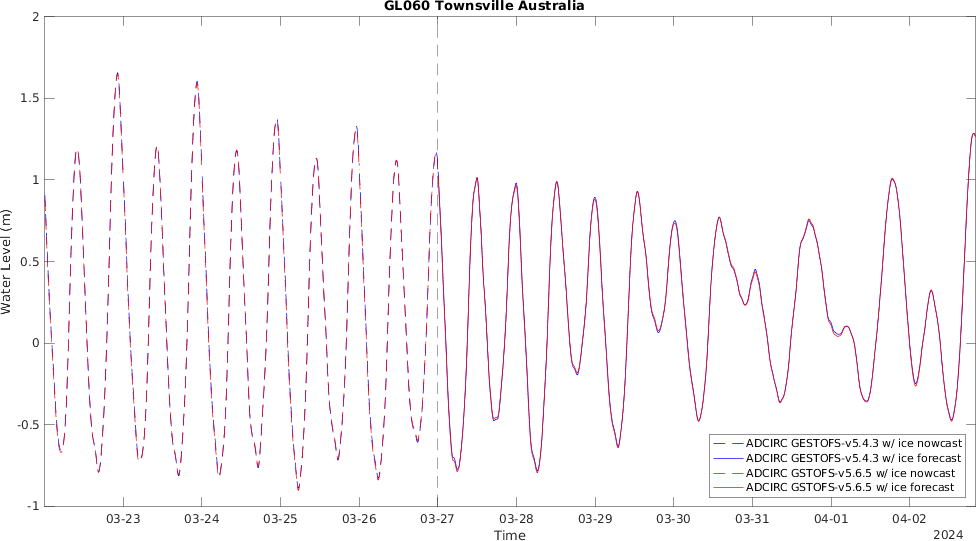 GL060 Townsville Australia
2
1.5
1
0.5
0
-0.5
-1
Water Level (m)
03-23 03-24 03-25 03-26 03-27 03-28 03-29 03-30 03-31 04-01 04-02
Time
2024
ADCIRC GESTOFS-v5.4.3 w/ ice nowcast
ADCIRC GESTOFS-v5.4.3 w/ ice forecast
ADCIRC GSTOFS-v5.6.5 w/ ice nowcast
ADCIRC GSTOFS-v5.6.5 w/ ice forecast